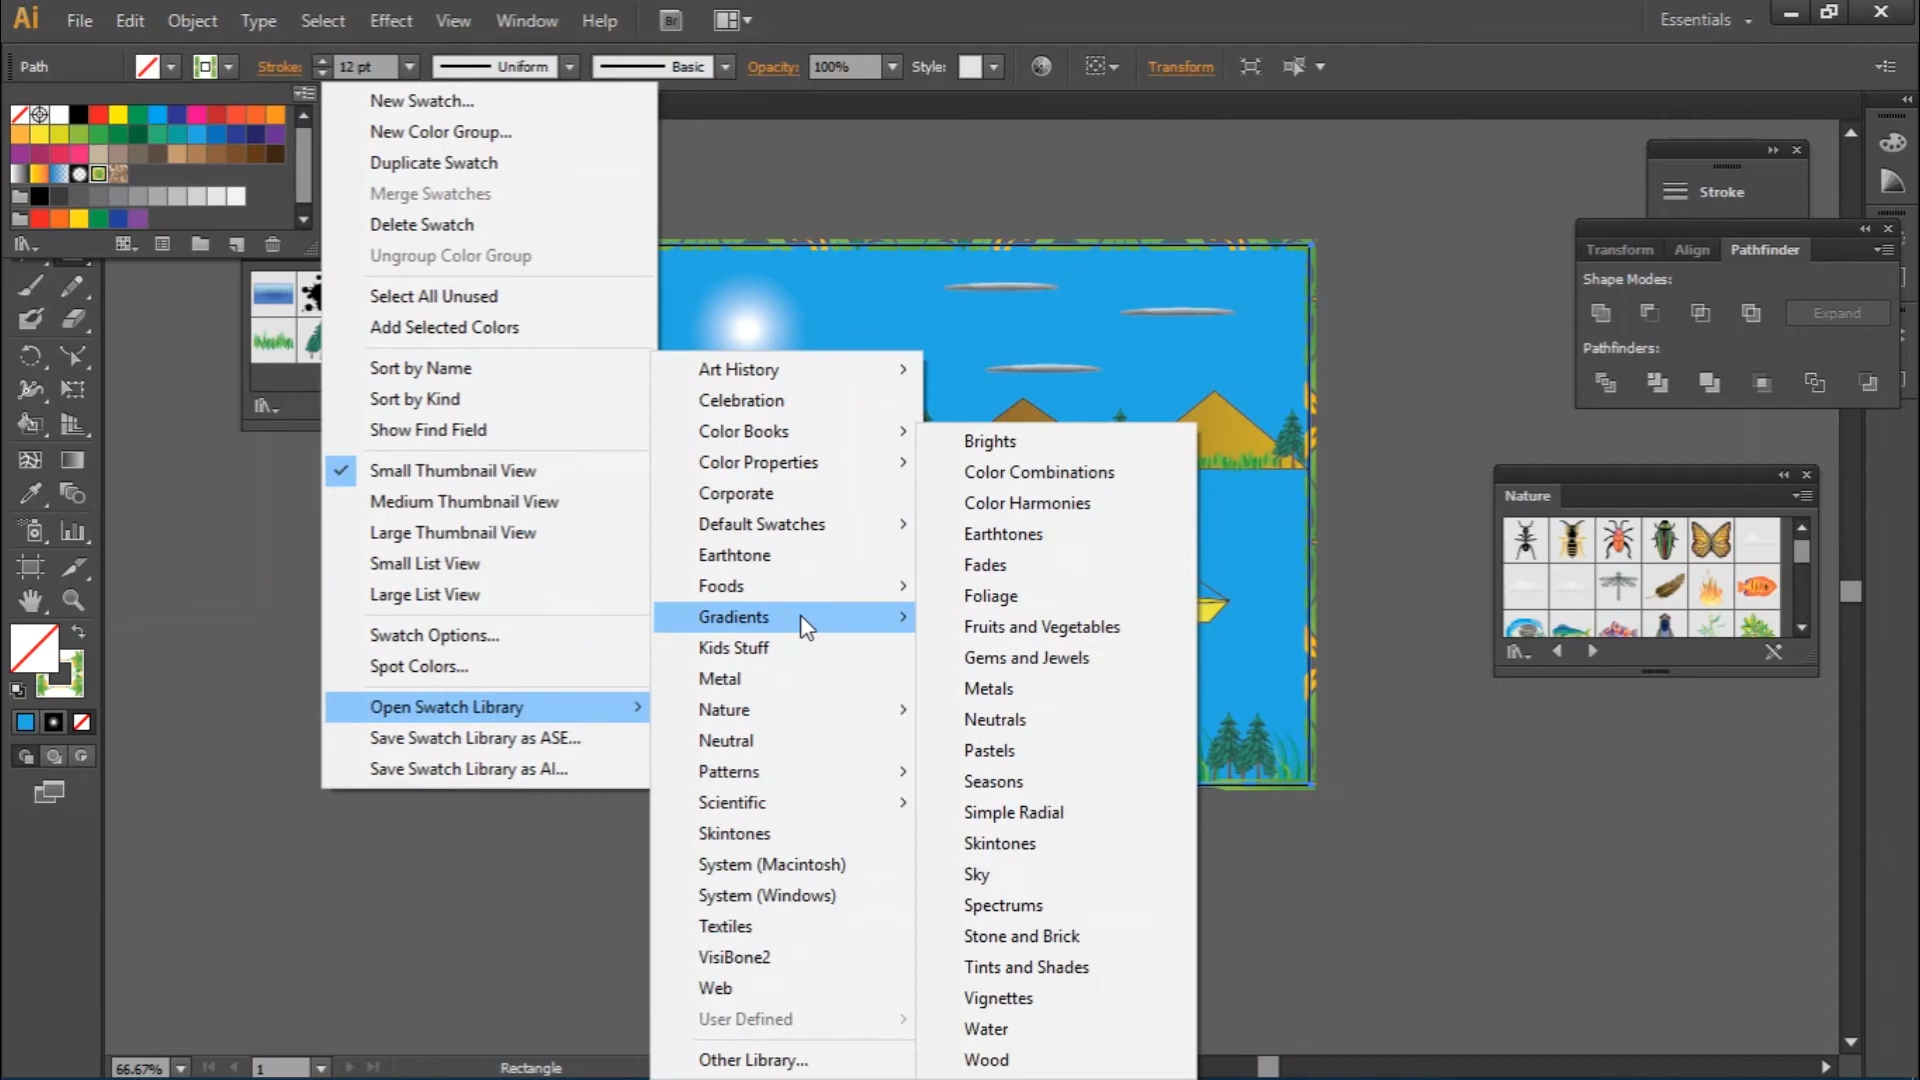 Ai File Edit Object Type Select Effect View Window Help Br Essentials
Path Stroke: 12 pt Uniform Basic Opacity: 100% Style: Transform
New Swatch...
New Color Group...
Duplicate Swatch
Merge Swatches
Delete Swatch
Ungroup Color Group
Select All Unused
Add Selected Colors
Sort by Name
Sort by Kind
Show Find Field
Small Thumbnail View
Medium Thumbnail View
Large Thumbnail View
Small List View
Large List View
Swatch Options...
Spot Colors...
Open Swatch Library
Save Swatch Library as ASE...
Save Swatch Library as AI...
Art History
Celebration
Color Books
Color Properties
Corporate
Default Swatches
Earthtone
Foods
Gradients
Kids Stuff
Metal
Nature
Neutral
Patterns
Scientific
Skintones
System (Macintosh)
System (Windows)
Textiles
VisiBone2
Web
User Defined
Other Library...
Brights
Color Combinations
Color Harmonies
Earthtones
Fades
Foliage
Fruits and Vegetables
Gems and Jewels
Metals
Neutrals
Pastels
Seasons
Simple Radial
Skintones
Sky
Spectrums
Stone and Brick
Tints and Shades
Vignettes
Water
Wood
Stroke
Transform Align Pathfinder
Shape Modes:
Expand
Pathfinders:
Nature
66.67% 1 Rectangle